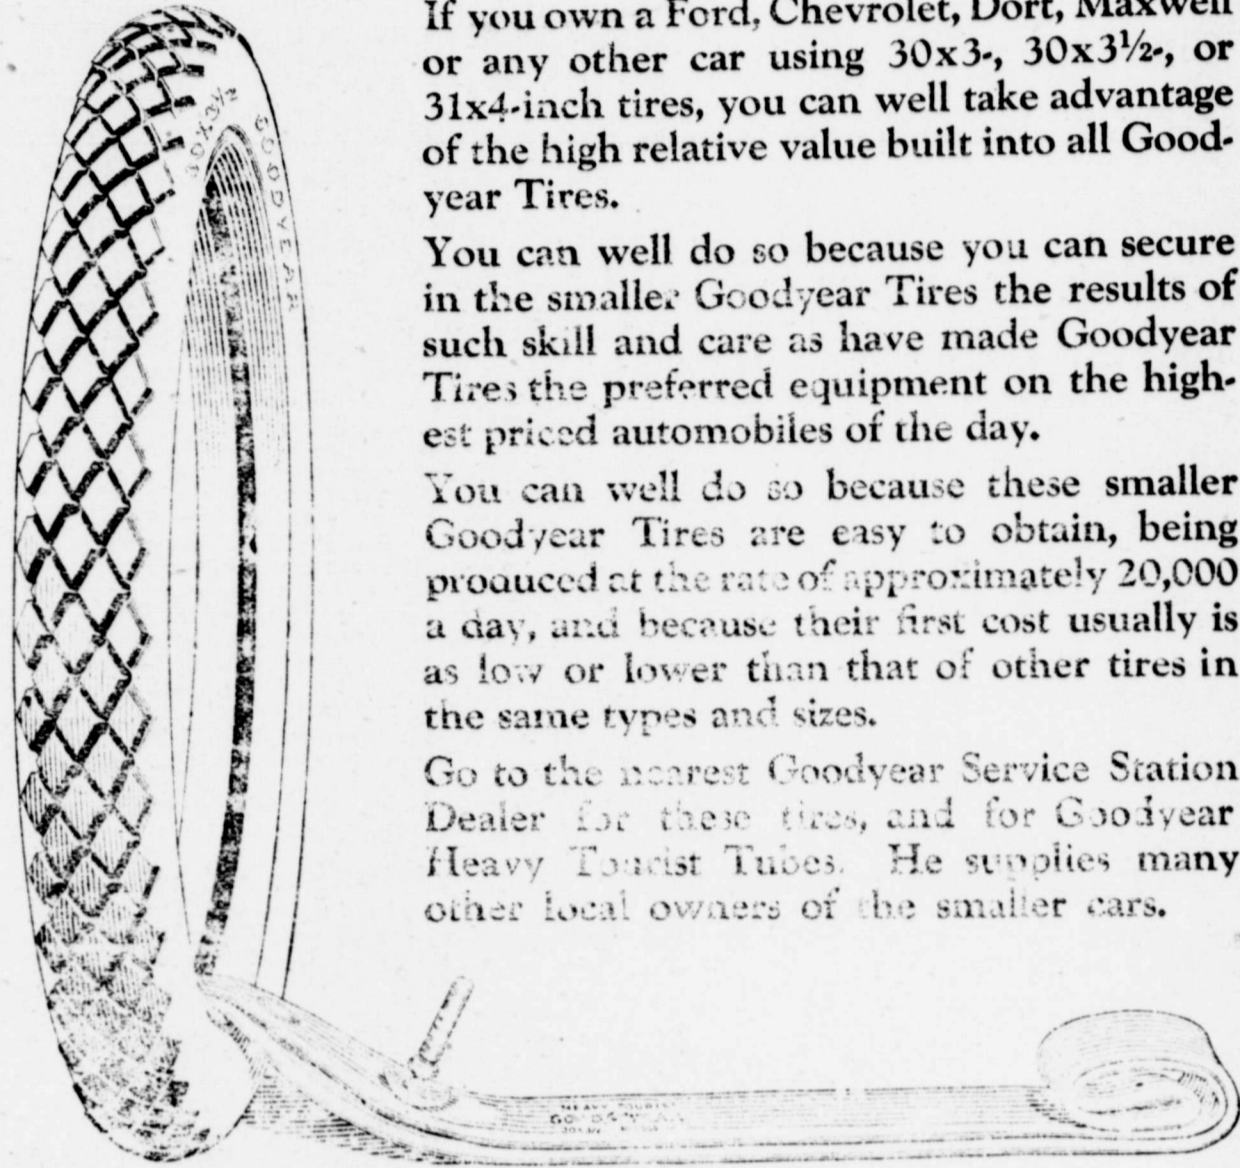 If you own a Ford, Chevrolet, Dort, Maxwell
or any other car using 30x3-, 30x3½-, or
31x4-inch tires, you can well take advantage
of the high relative value built into all Good-
year Tires.
You can well do so because you can secure
in the smaller Goodyear Tires the results of
such skill and care as have made Goodyear
Tires the preferred equipment on the high-
est priced automobiles of the day.
You can well do so because these smaller
Goodyear Tires are easy to obtain, being
produced at the rate of approximately 20,000
a day, and because their first cost usually is
as low or lower than that of other tires in
the same types and sizes.
Go to the nearest Goodyear Service Station
Dealer for these tires, and for Goodyear
Heavy Tourist Tubes. He supplies many
other local owners of the smaller cars.
30X3½ GOODYEAR
HEAVY TOURIST
GOODYEAR